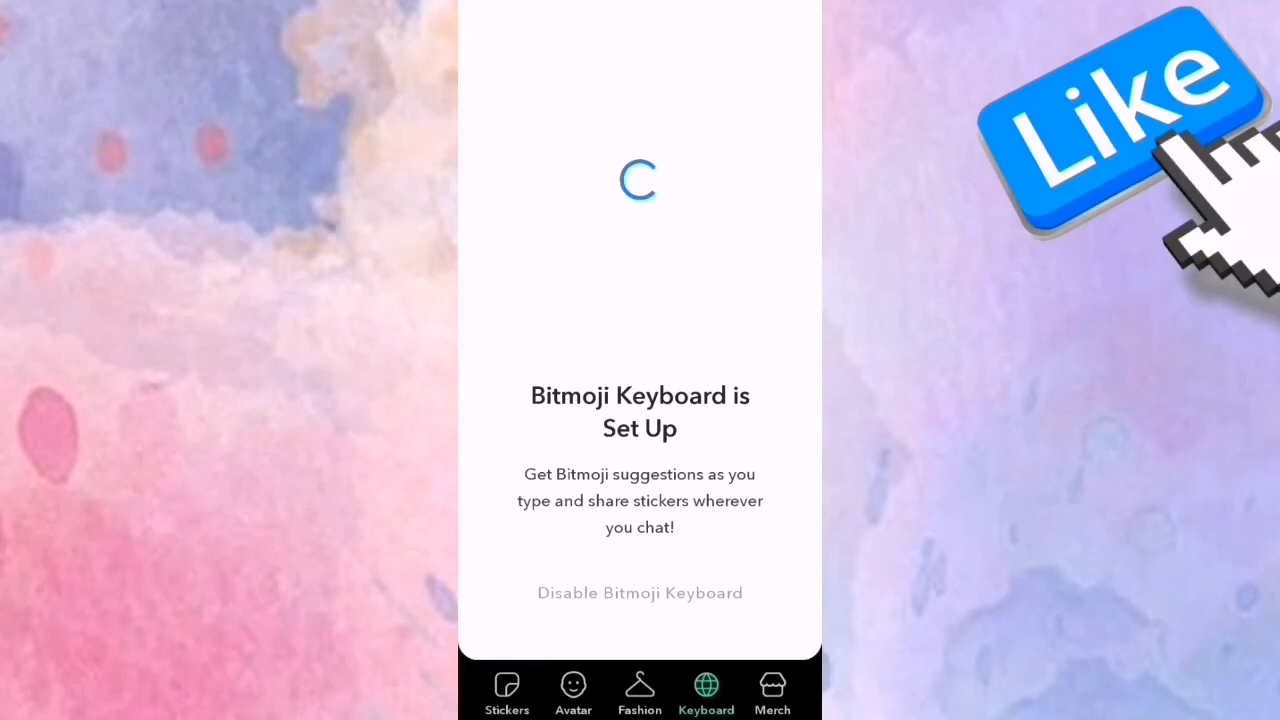 Like
Bitmoji Keyboard is
Set Up
Get Bitmoji suggestions as you
type and share stickers wherever
you chat!
Disable Bitmoji Keyboard
Stickers
Avatar
Fashion
Keyboard
Merch